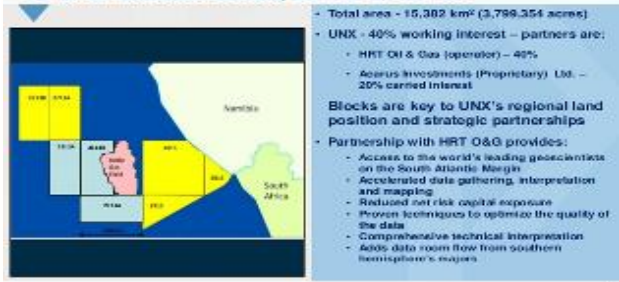 Total area - 15,382 km² (3,799,354 acres)
UNX - 40% working interest – partners are:
HRT Oil & Gas (operator) – 40%
Acarus Investments (Proprietary) Ltd. –
20% carried interest
Blocks are key to UNX's regional land
position and strategic partnerships
Partnership with HRT O&G provides:
Access to the world's leading geoscientists
on the South Atlantic Margin
Accelerated data gathering, interpretation
and mapping
Reduced net risk capital exposure
Proven techniques to optimize the quality of
the data
Comprehensive technical interpretation
Adds data room flow from southern
hemisphere's majors
Namibia
South
Africa